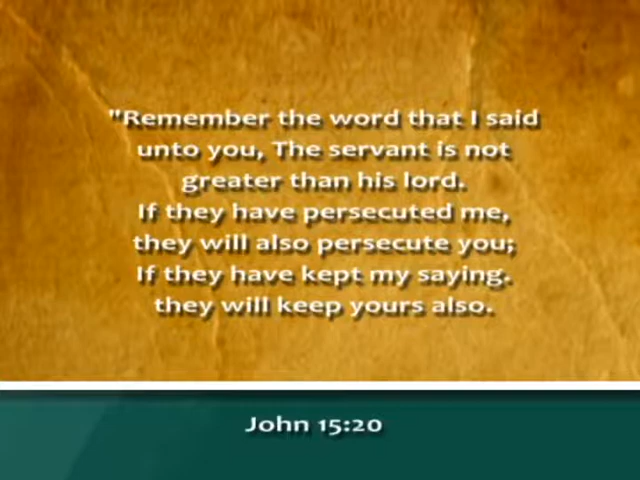 "Remember the word that I said
unto you, The servant is not
greater than his lord.
If they have persecuted me,
they will also persecute you;
If they have kept my saying.
they will keep yours also.
John 15:20